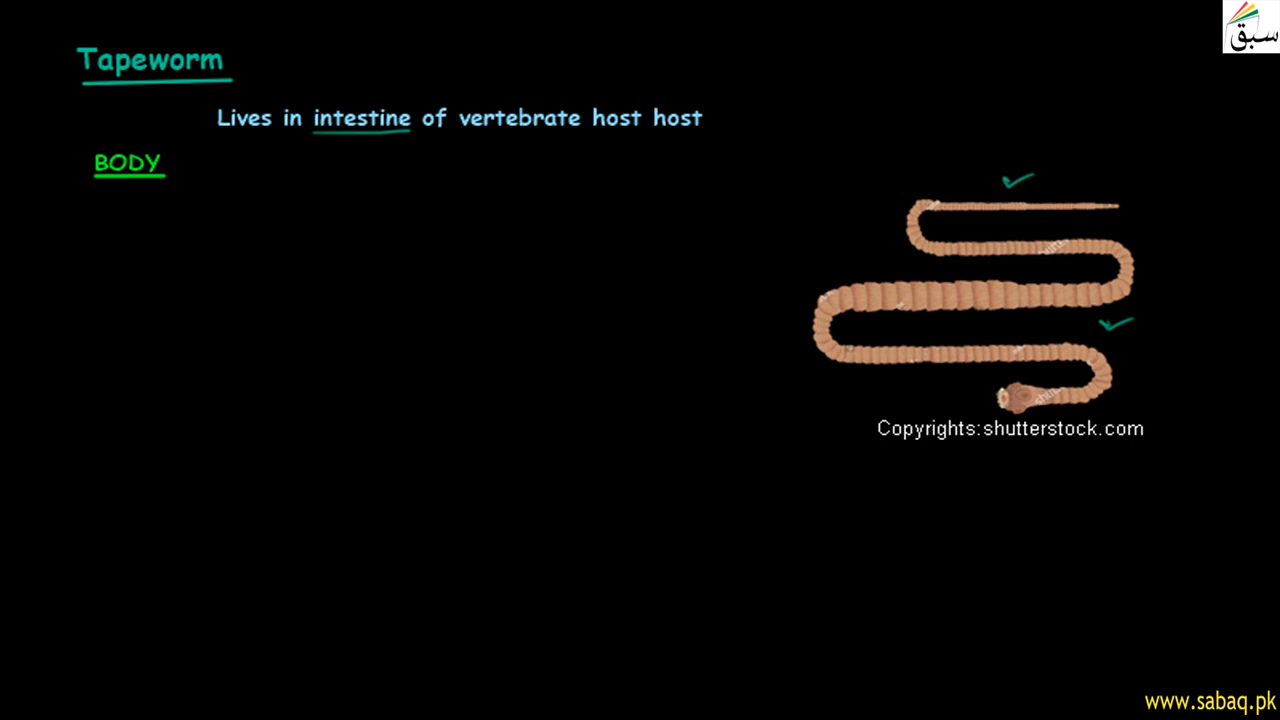 سبق
Tapeworm
Lives in intestine of vertebrate host host
BODY
Copyrights:shutterstock.com
www.sabaq.pk